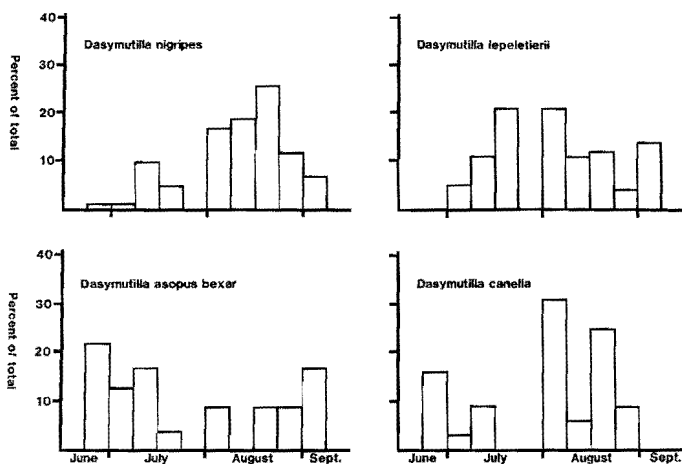 40
30
20
10
Percent of total
Dasymutilla nigripes
Dasymutilla lepeletierii
40
30
20
10
Percent of total
Dasymutilla asopus bexar
Dasymutilla canella
June July August Sept.
June July August Sept.